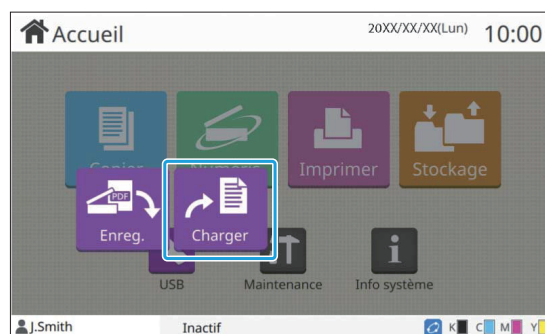 Accueil
20XX/XX/XX(Lun) 10:00
Copier Numéris. Imprimer Stockage
PDF
Enreg. Charger
USB Maintenance Info système
J.Smith Inactif K C M Y